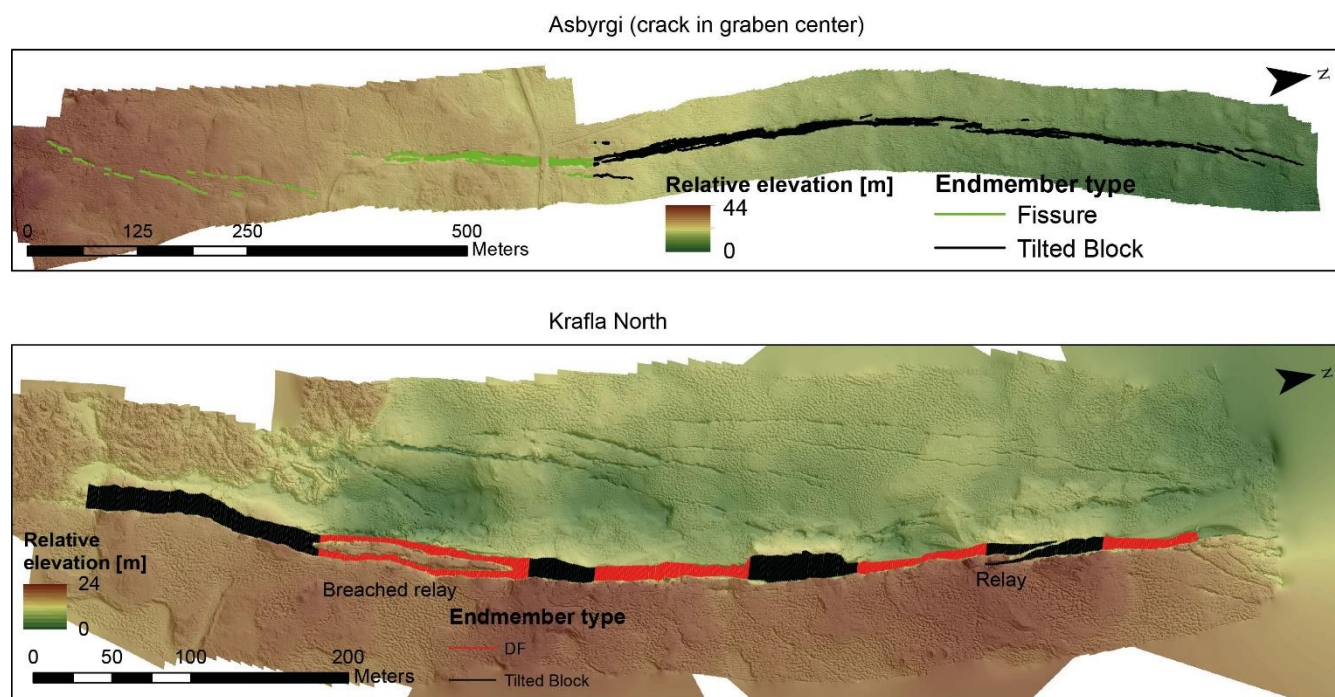 Asbyrgi (crack in graben center)
N
Relative elevation [m]
44
0
Endmember type
Fissure
Tilted Block
0 125 250 500
Meters
Krafla North
N
Relative
elevation [m]
24
0
Breached relay
Relay
Endmember type
DF
Tilted Block
0 50 100 200
Meters